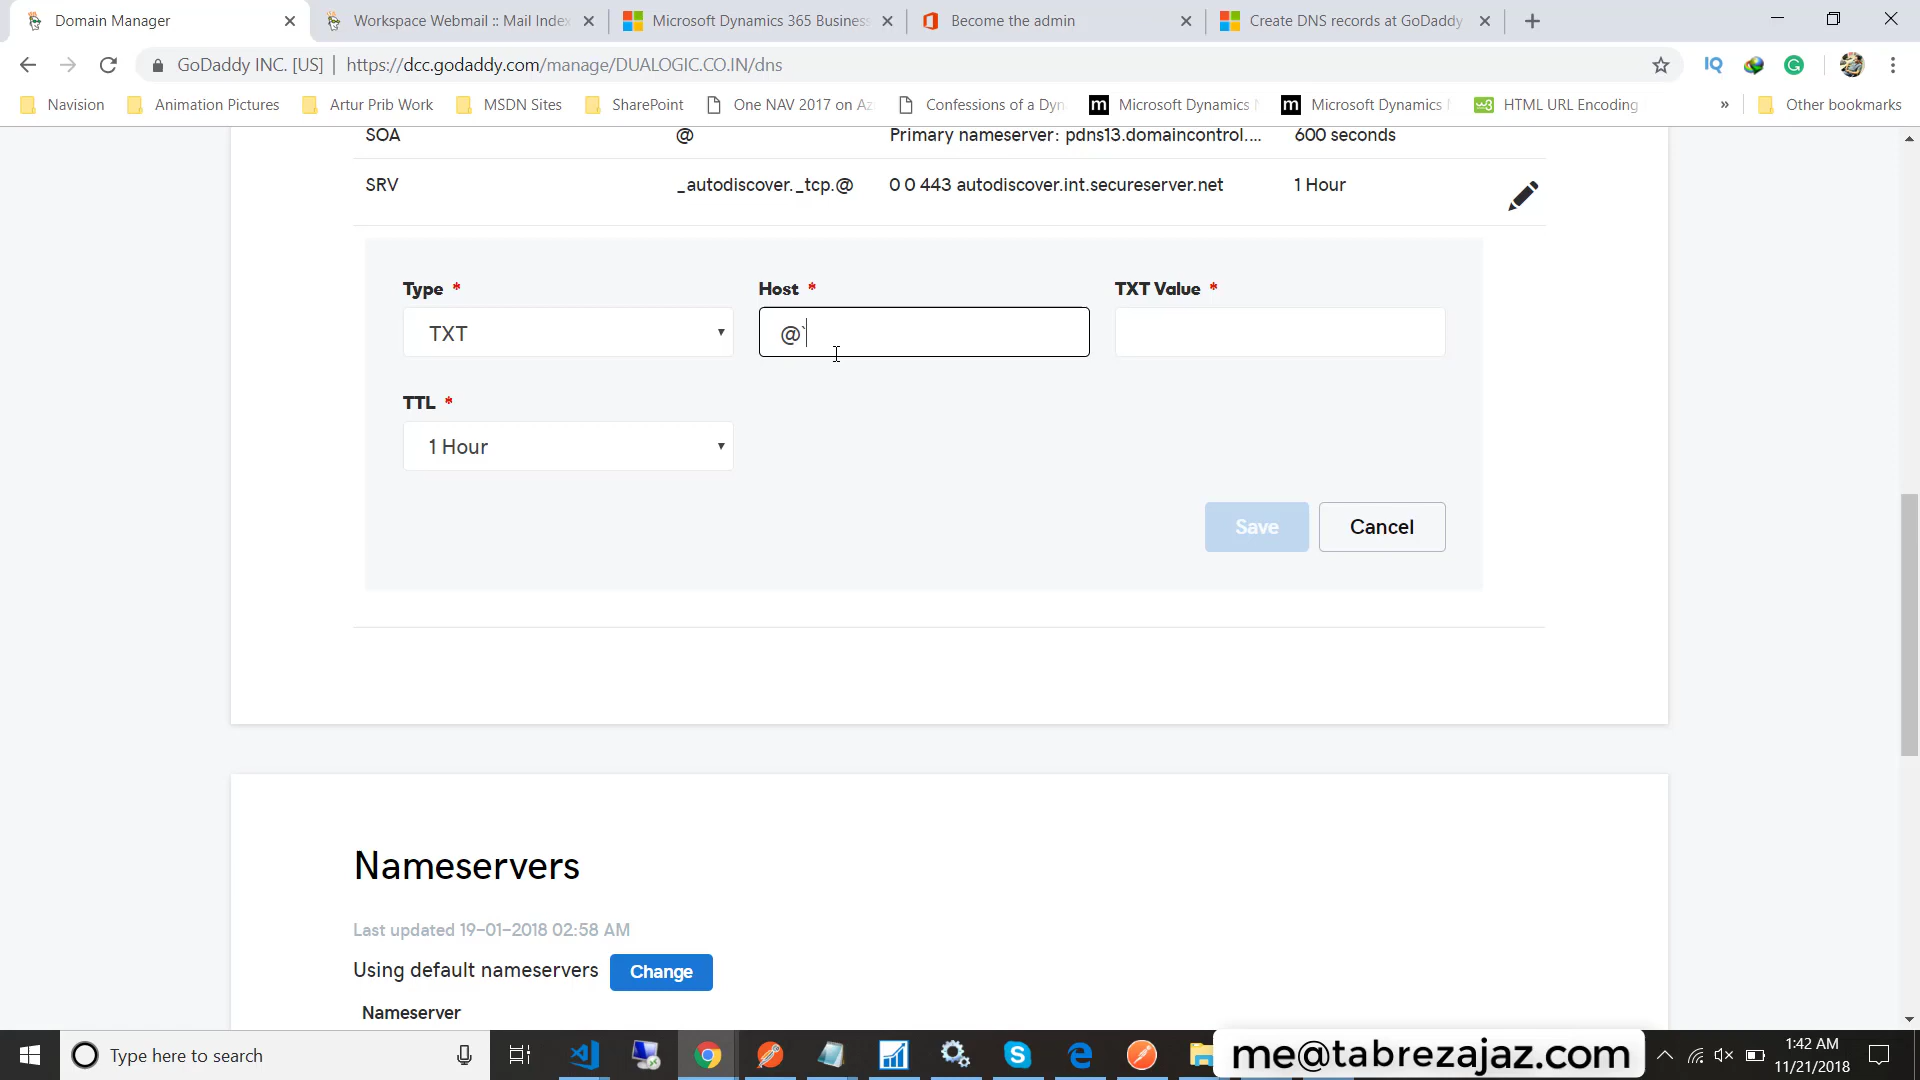 Domain Manager
Workspace Webmail :: Mail Index
Microsoft Dynamics 365 Business
Become the admin
Create DNS records at GoDaddy
GoDaddy INC. [US] | https://dcc.godaddy.com/manage/DUALOGIC.CO.IN/dns
IQ
Navision
Animation Pictures
Artur Prib Work
MSDN Sites
SharePoint
One NAV 2017 on Az
Confessions of a Dyn
m
Microsoft Dynamics
m
Microsoft Dynamics
w3
HTML URL Encoding
»
Other bookmarks
SOA @ Primary nameserver: pdns13.domaincontrol.... 600 seconds
SRV _autodiscover._tcp.@ 0 0 443 autodiscover.int.secureserver.net 1 Hour
Type * Host * TXT Value *
TXT @`
TTL *
1 Hour
Save Cancel
Nameservers
Last updated 19-01-2018 02:58 AM
Using default nameservers Change
Nameserver
Type here to search
me@tabrezajaz.com
1:42 AM
11/21/2018